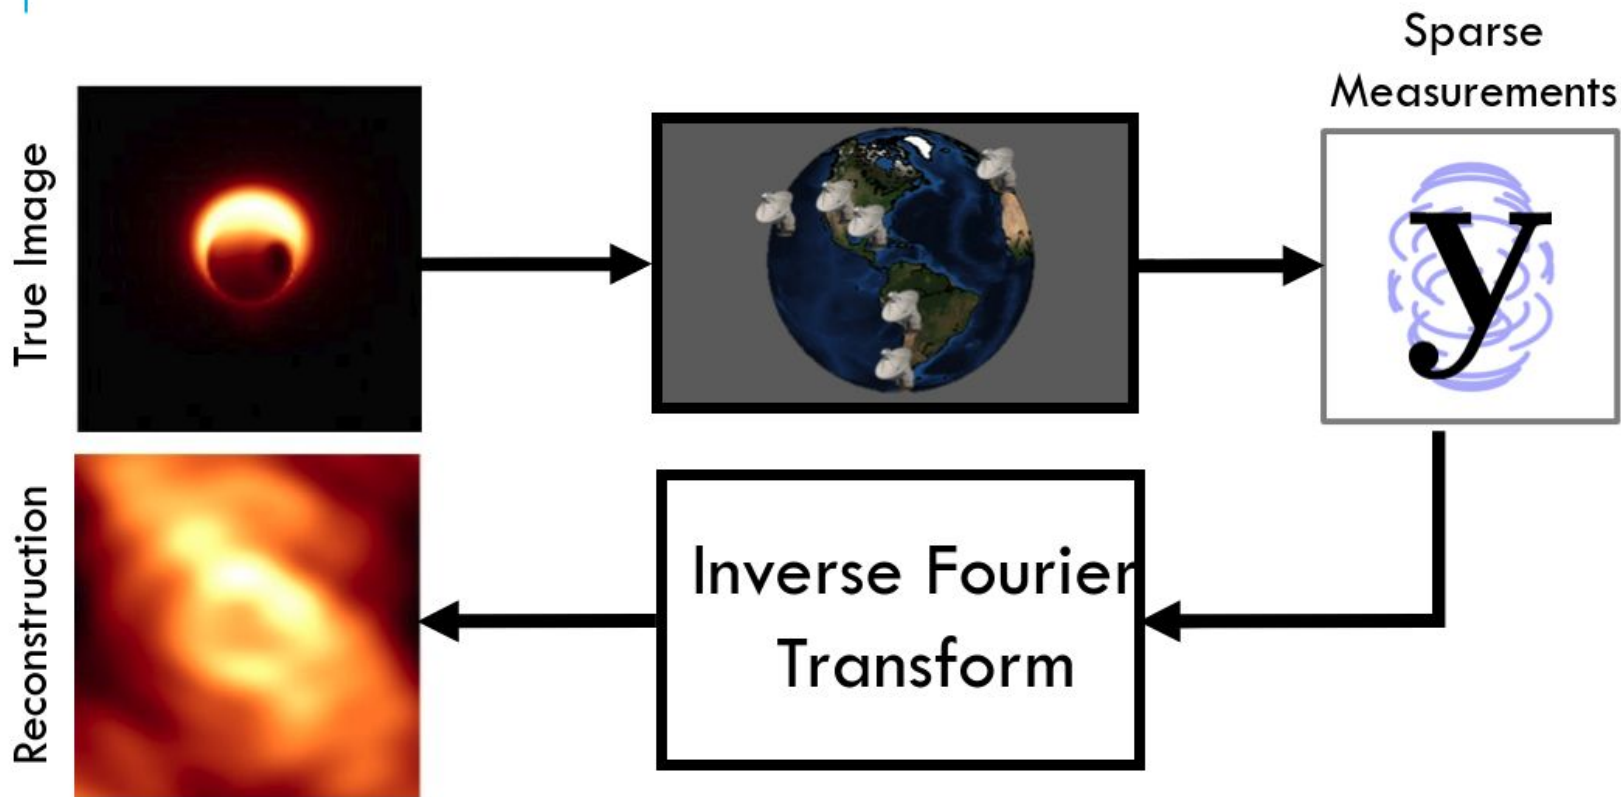 Sparse
Measurements
True Image
y
Reconstruction
Inverse Fourier
Transform